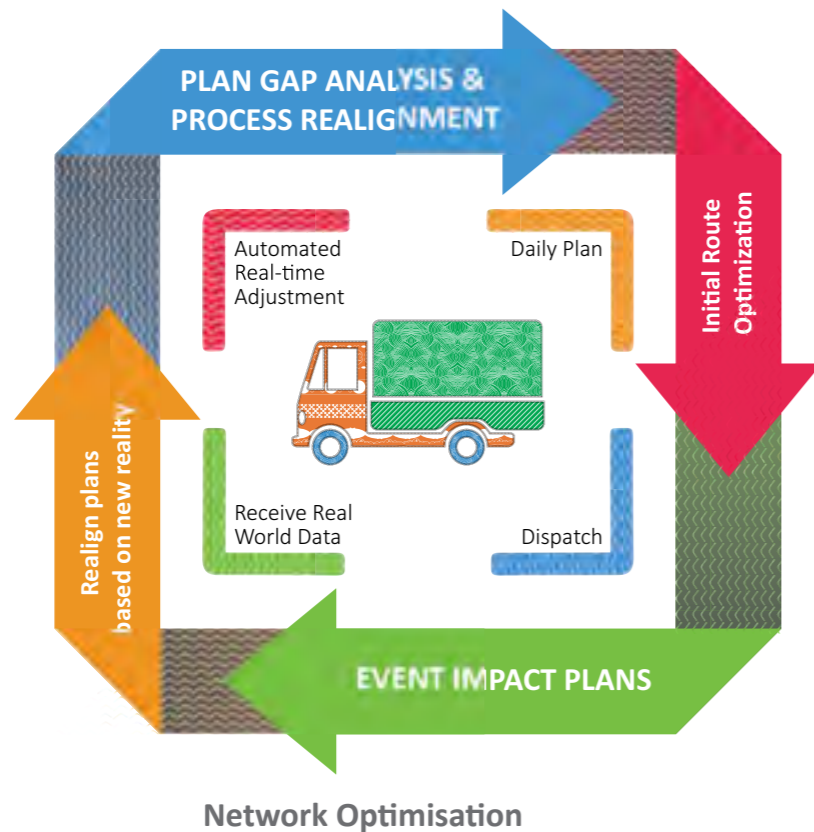 PLAN GAP ANALYSIS &
PROCESS REALIGNMENT
Initial Route
Optimization
Automated
Real-time
Adjustment
Daily Plan
Receive Real
World Data
Dispatch
Realign plans
based on new reality
EVENT IMPACT PLANS
Network Optimisation